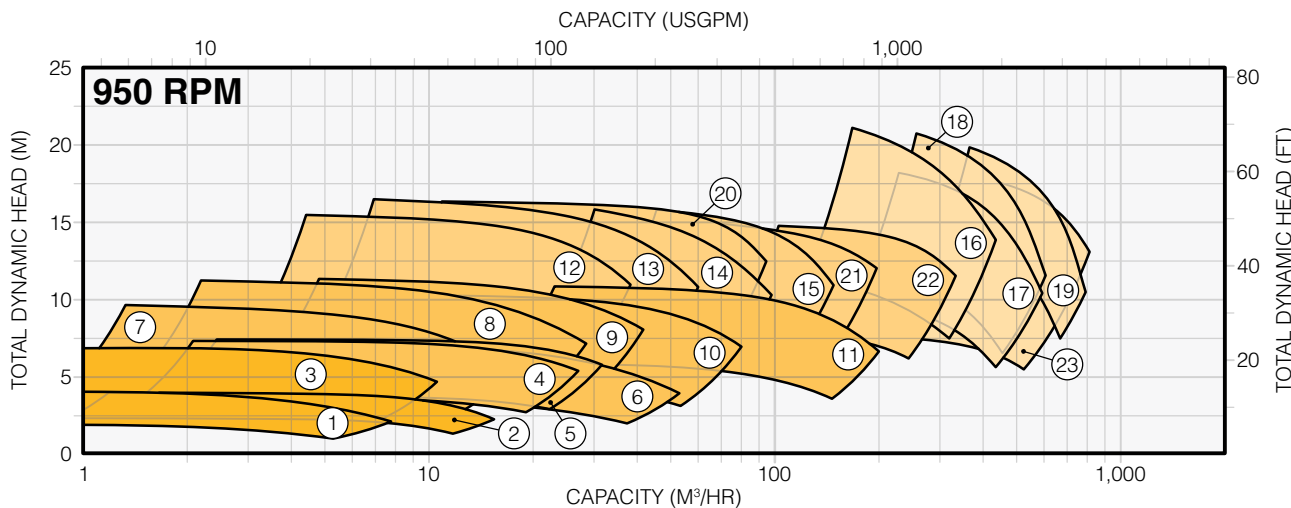 CAPACITY (USGPM)
10 100 1,000
950 RPM
TOTAL DYNAMIC HEAD (M)
25
20
15
10
5
0
TOTAL DYNAMIC HEAD (FT)
80
60
40
20
18
20
16
12 13 14 15 21 22 17 19
7 8 9 10 11 23
3 4 6
1 2 5
1 10 100 1,000
CAPACITY (M³/HR)